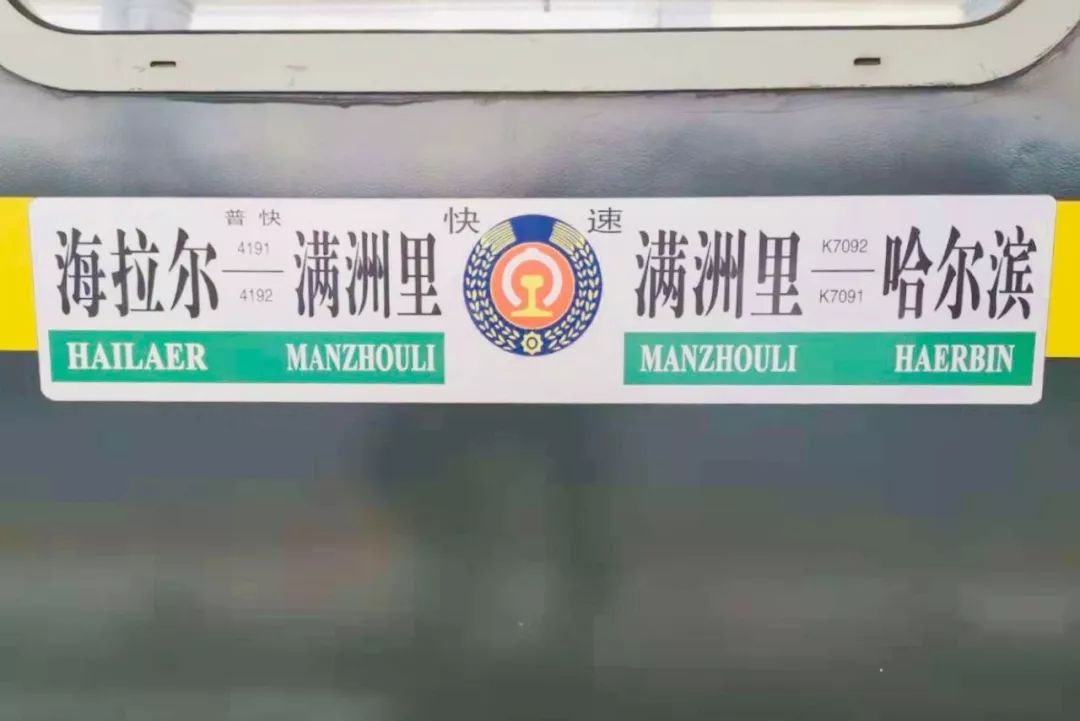 普快
快速
海拉尔 4191 满洲里
4192
满洲里 K7092 哈尔滨
K7091
HAILAER MANZHOULI
MANZHOULI HAERBIN